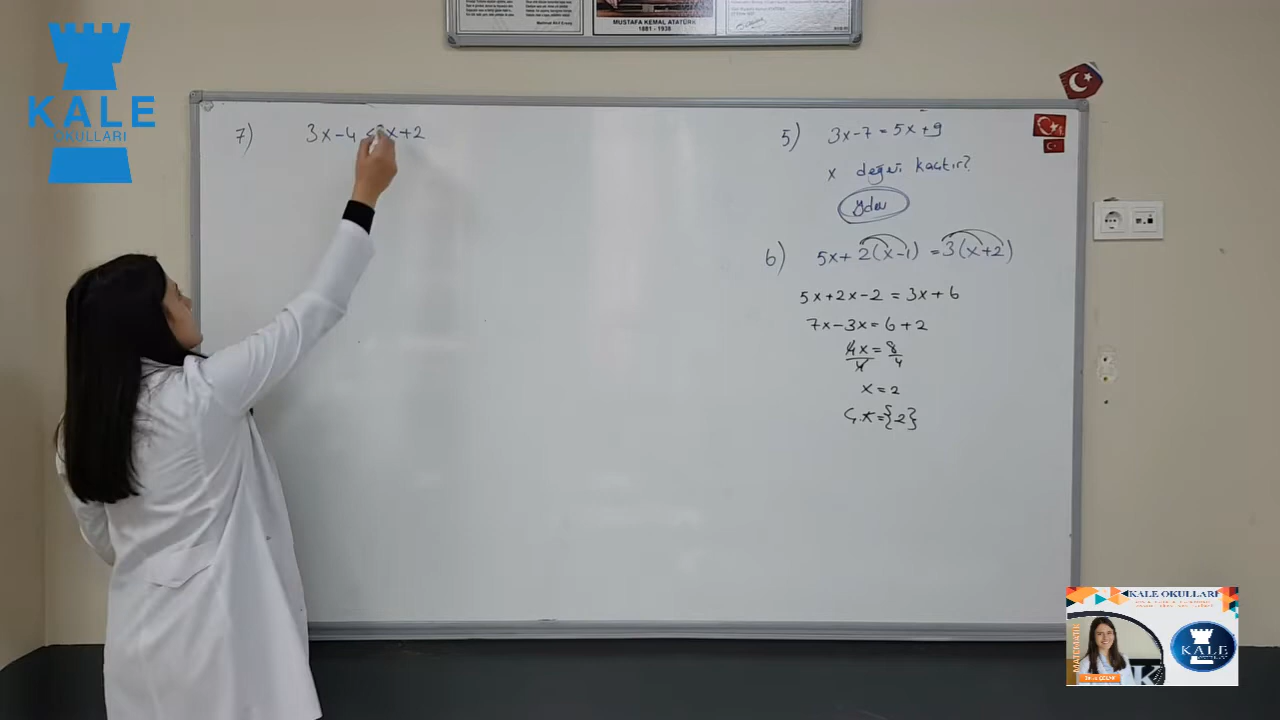 KALE
OKULLARI
MUSTAFA KEMAL ATATÜRK
1881 - 1938
7) 3x-4 < x+2
5) 3x-7 = 5x+9
x değeri kaçtır?
ödev
6) 5x+2(x-1) = 3(x+2)
5x+2x-2 = 3x+6
7x-3x = 6+2
4x/4 = 8/4
x = 2
Ç.K = {2}
KALE OKULLARI
MATEMATİK
KALE